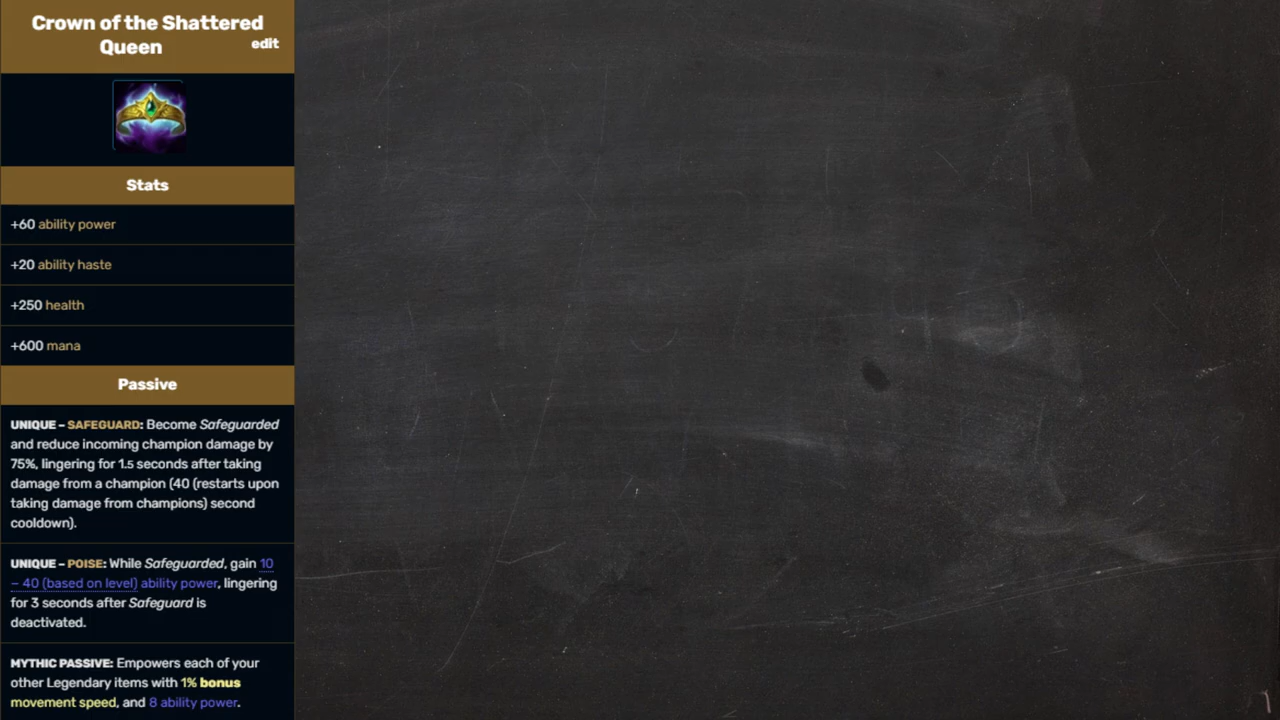 Crown of the Shattered
Queen
edit
Stats
+60 ability power
+20 ability haste
+250 health
+600 mana
Passive
UNIQUE – SAFEGUARD: Become Safeguarded
and reduce incoming champion damage by
75%, lingering for 1.5 seconds after taking
damage from a champion (40 (restarts upon
taking damage from champions) second
cooldown).
UNIQUE – POISE: While Safeguarded, gain 10
– 40 (based on level) ability power, lingering
for 3 seconds after Safeguard is
deactivated.
MYTHIC PASSIVE: Empowers each of your
other Legendary items with 1% bonus
movement speed, and 8 ability power.